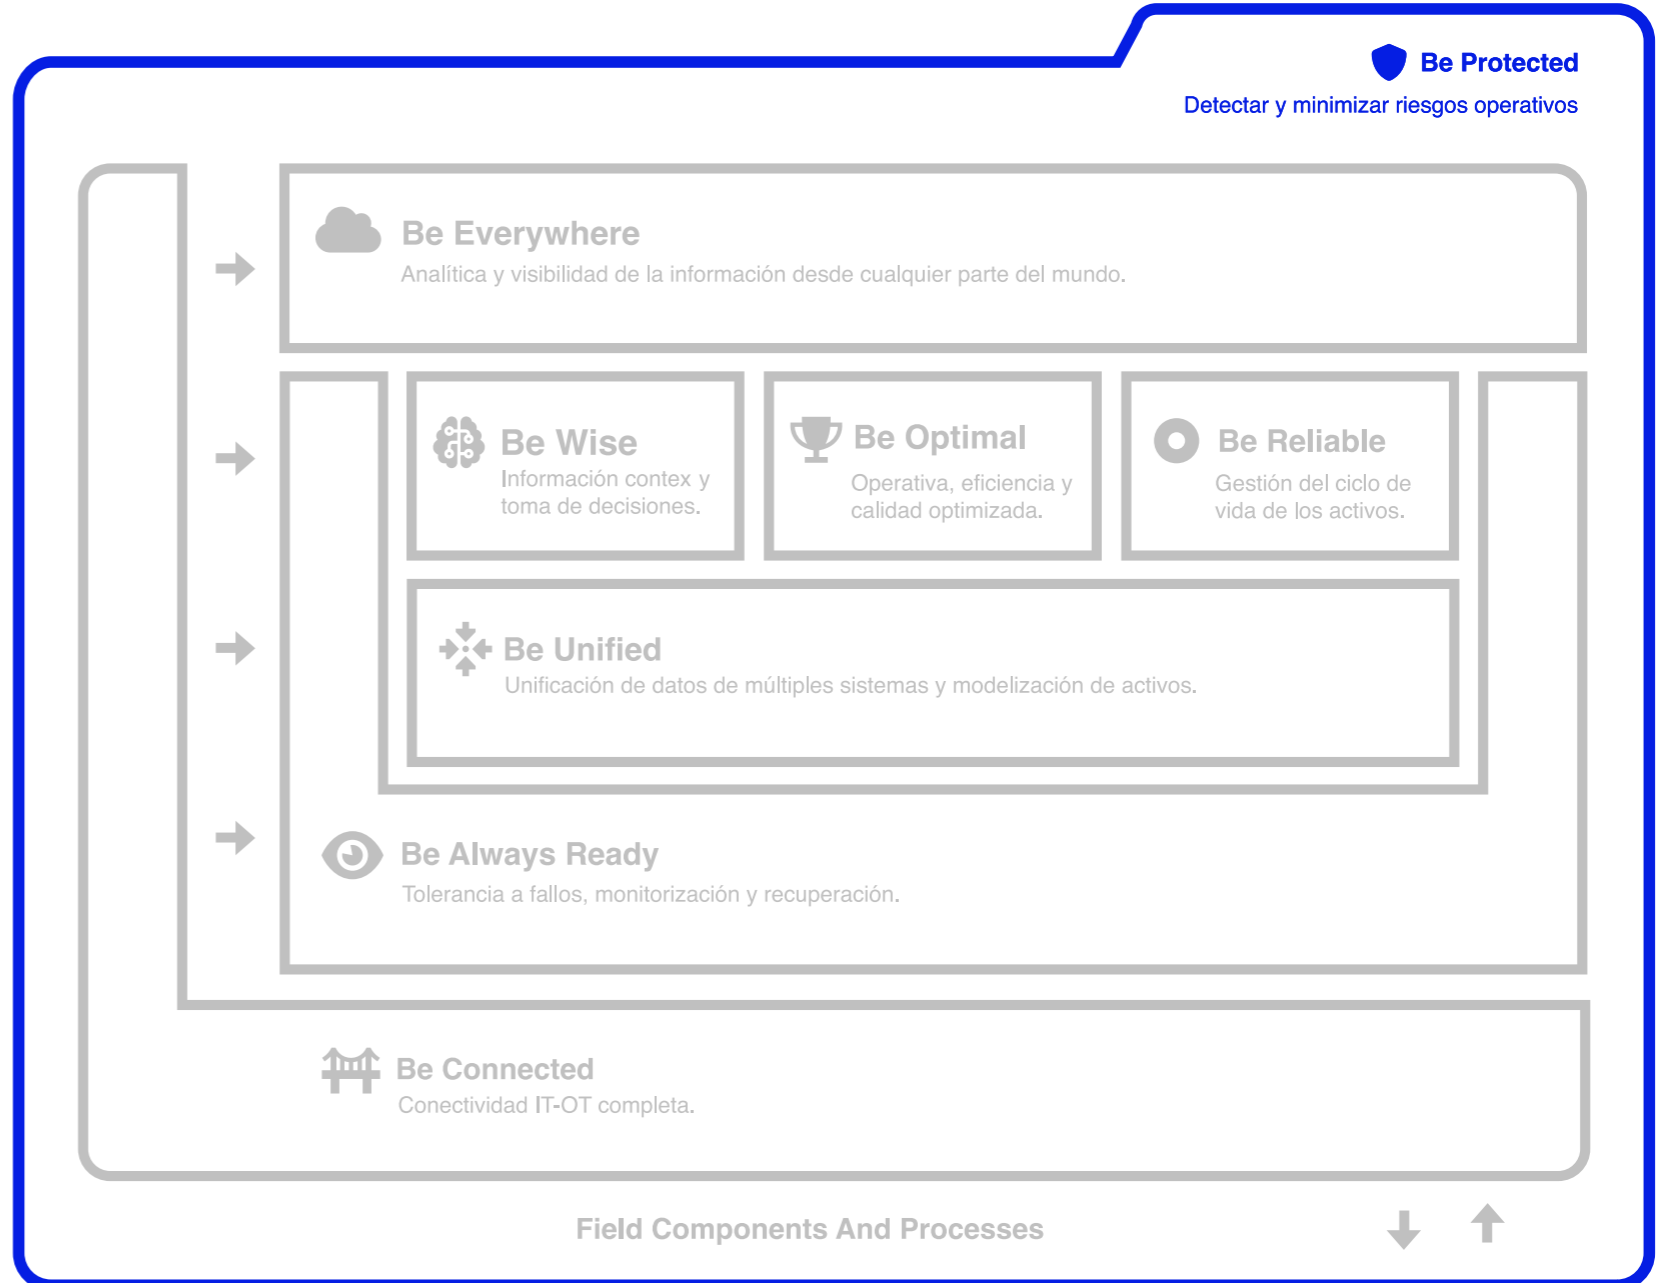 Be Protected
Detectar y minimizar riesgos operativos
Be Everywhere
Analítica y visibilidad de la información desde cualquier parte del mundo.
Be Wise
Información contex y
toma de decisiones.
Be Optimal
Operativa, eficiencia y
calidad optimizada.
Be Reliable
Gestión del ciclo de
vida de los activos.
Be Unified
Unificación de datos de múltiples sistemas y modelización de activos.
Be Always Ready
Tolerancia a fallos, monitorización y recuperación.
Be Connected
Conectividad IT-OT completa.
Field Components And Processes